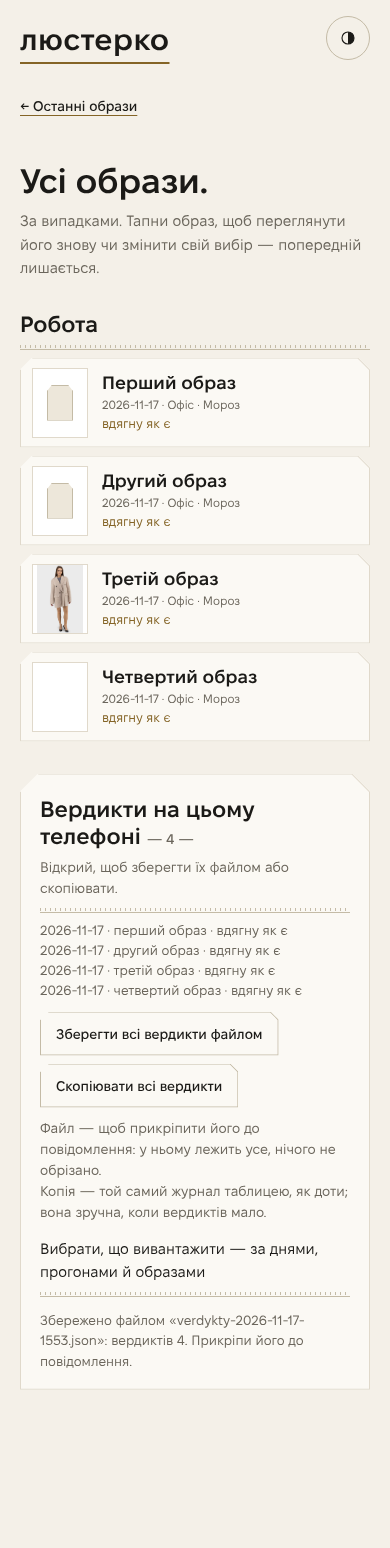 люстерко
← Останні образи
Усі образи.
За випадками. Тапни образ, щоб переглянути
його знову чи змінити свій вибір — попередній
лишається.
Робота
Перший образ
2026-11-17 · Офіс · Мороз
вдягну як є
Другий образ
2026-11-17 · Офіс · Мороз
вдягну як є
Третій образ
2026-11-17 · Офіс · Мороз
вдягну як є
Четвертий образ
2026-11-17 · Офіс · Мороз
вдягну як є
Вердикти на цьому
телефоні — 4 —
Відкрий, щоб зберегти їх файлом або
скопіювати.
2026-11-17 · перший образ · вдягну як є
2026-11-17 · другий образ · вдягну як є
2026-11-17 · третій образ · вдягну як є
2026-11-17 · четвертий образ · вдягну як є
Зберегти всі вердикти файлом
Скопіювати всі вердикти
Файл — щоб прикріпити його до
повідомлення: у ньому лежить усе, нічого не
обрізано.
Копія — той самий журнал таблицею, як доти;
вона зручна, коли вердиктів мало.
Вибрати, що вивантажити — за днями,
прогонами й образами
Збережено файлом «verdykty-2026-11-17-
1553.json»: вердиктів 4. Прикріпи його до
повідомлення.